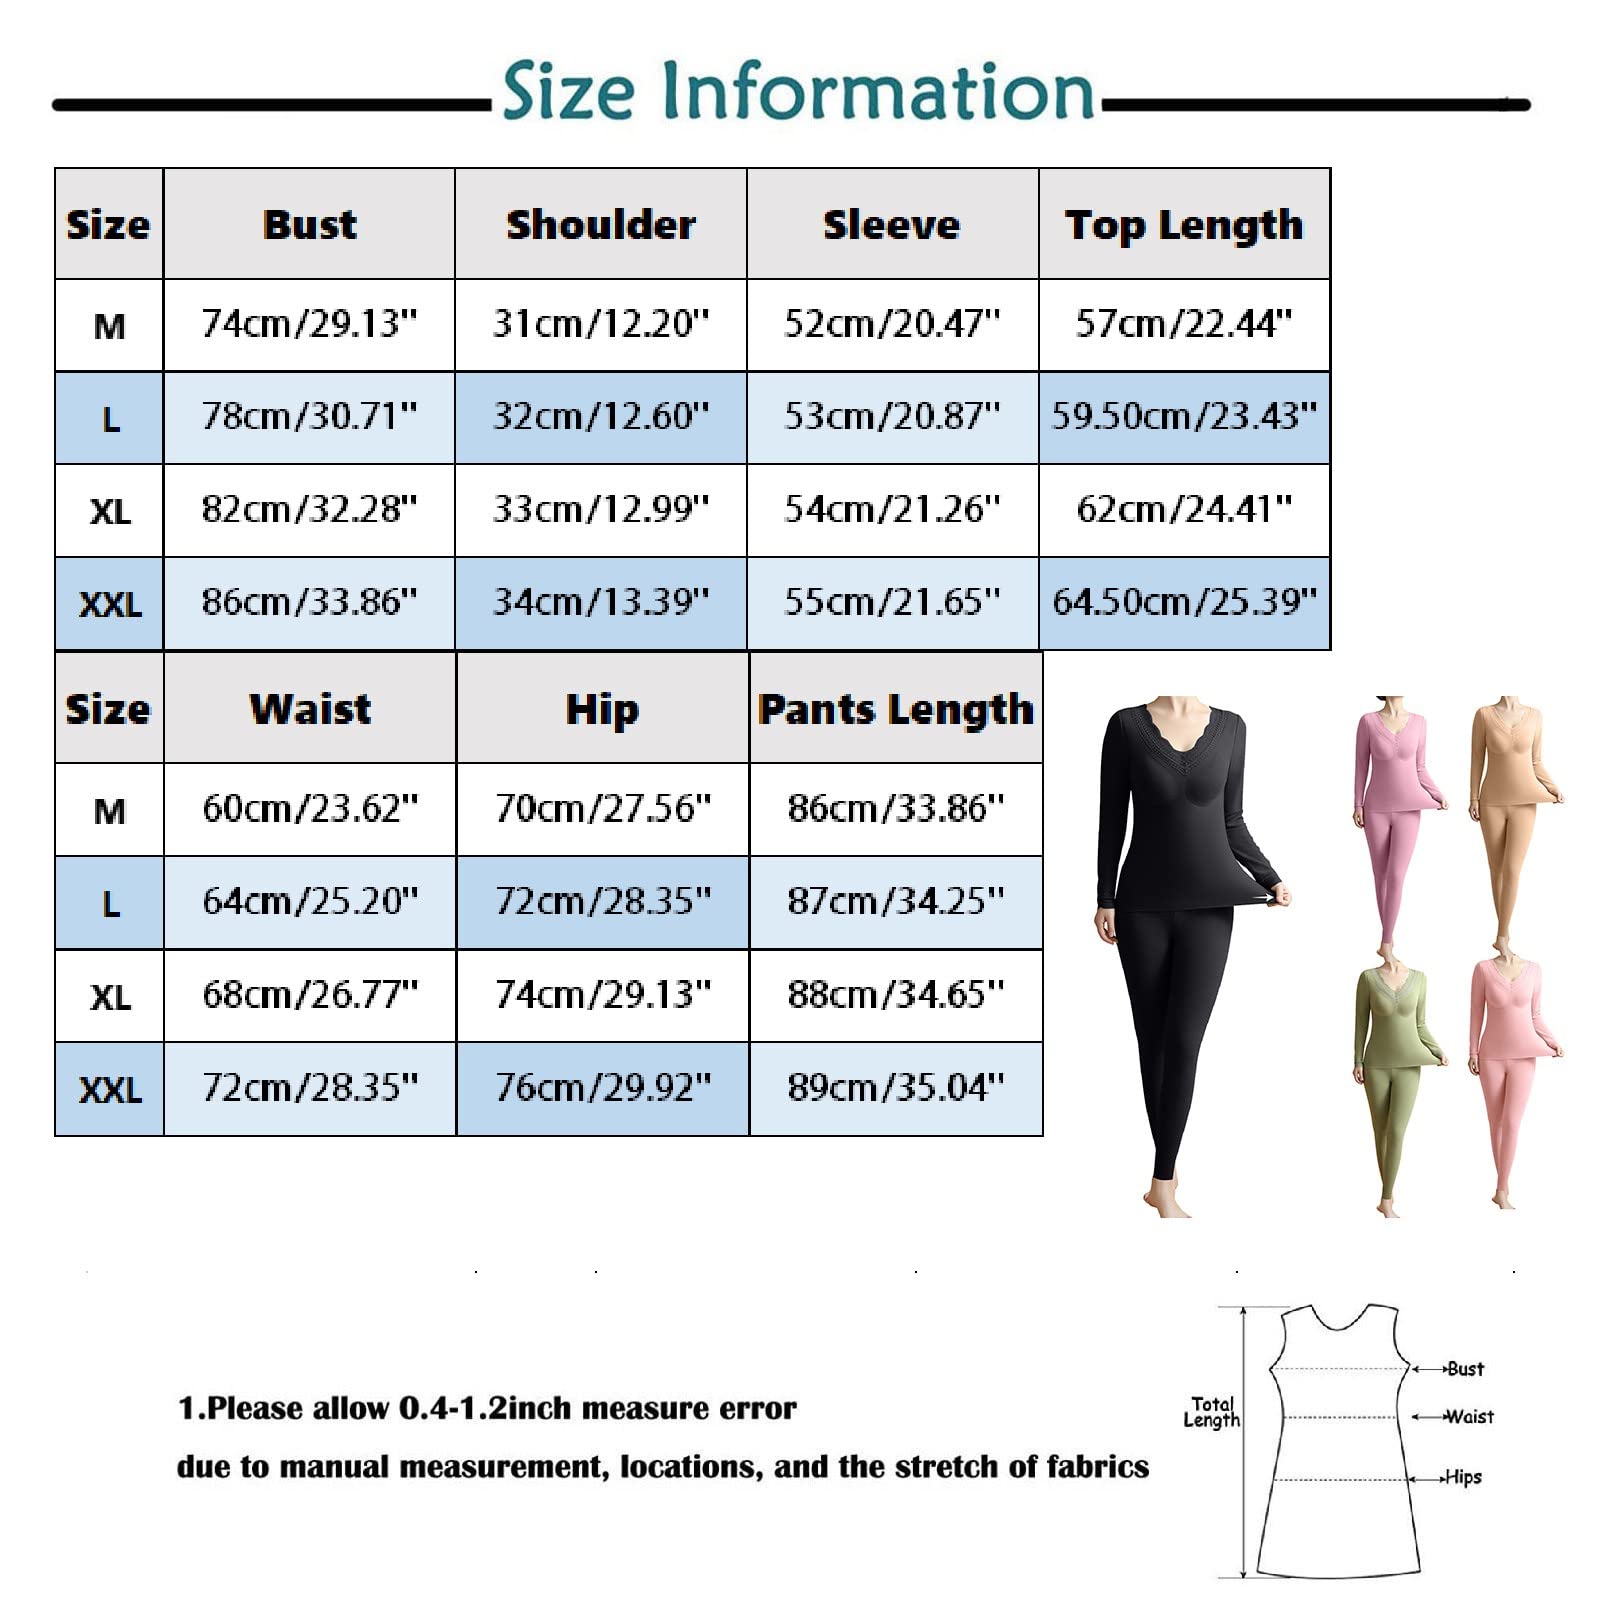 Size Information
Size Bust Shoulder Sleeve Top Length
M 74cm/29.13" 31cm/12.20" 52cm/20.47" 57cm/22.44"
L 78cm/30.71" 32cm/12.60" 53cm/20.87" 59.50cm/23.43"
XL 82cm/32.28" 33cm/12.99" 54cm/21.26" 62cm/24.41"
XXL 86cm/33.86" 34cm/13.39" 55cm/21.65" 64.50cm/25.39"
Size Waist Hip Pants Length
M 60cm/23.62" 70cm/27.56" 86cm/33.86"
L 64cm/25.20" 72cm/28.35" 87cm/34.25"
XL 68cm/26.77" 74cm/29.13" 88cm/34.65"
XXL 72cm/28.35" 76cm/29.92" 89cm/35.04"
1.Please allow 0.4-1.2inch measure error
due to manual measurement, locations, and the stretch of fabrics
Total
Length
Bust
Waist
Hips